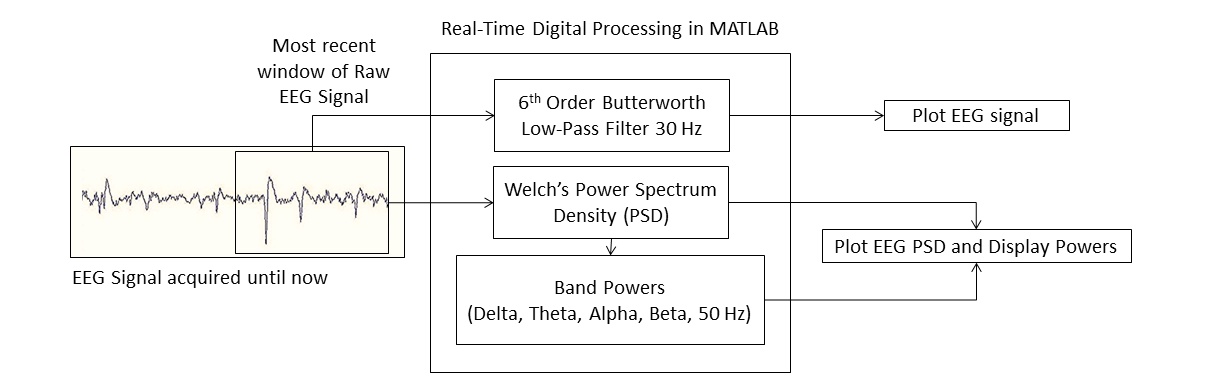 Real-Time Digital Processing in MATLAB
Most recent
window of Raw
EEG Signal
6th Order Butterworth
Low-Pass Filter 30 Hz
Plot EEG signal
Welch’s Power Spectrum
Density (PSD)
Plot EEG PSD and Display Powers
EEG Signal acquired until now
Band Powers
(Delta, Theta, Alpha, Beta, 50 Hz)